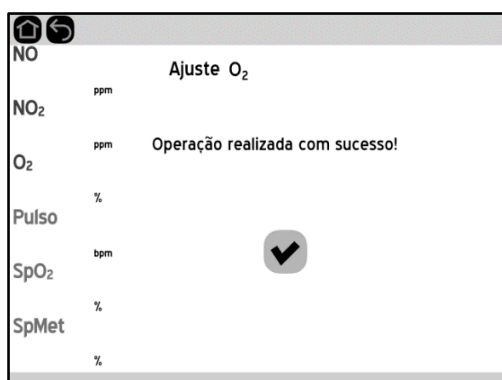 NO
Ajuste O₂
ppm
NO₂
ppm
Operação realizada com sucesso!
O₂
%
Pulso
bpm
SpO₂
%
SpMet
%